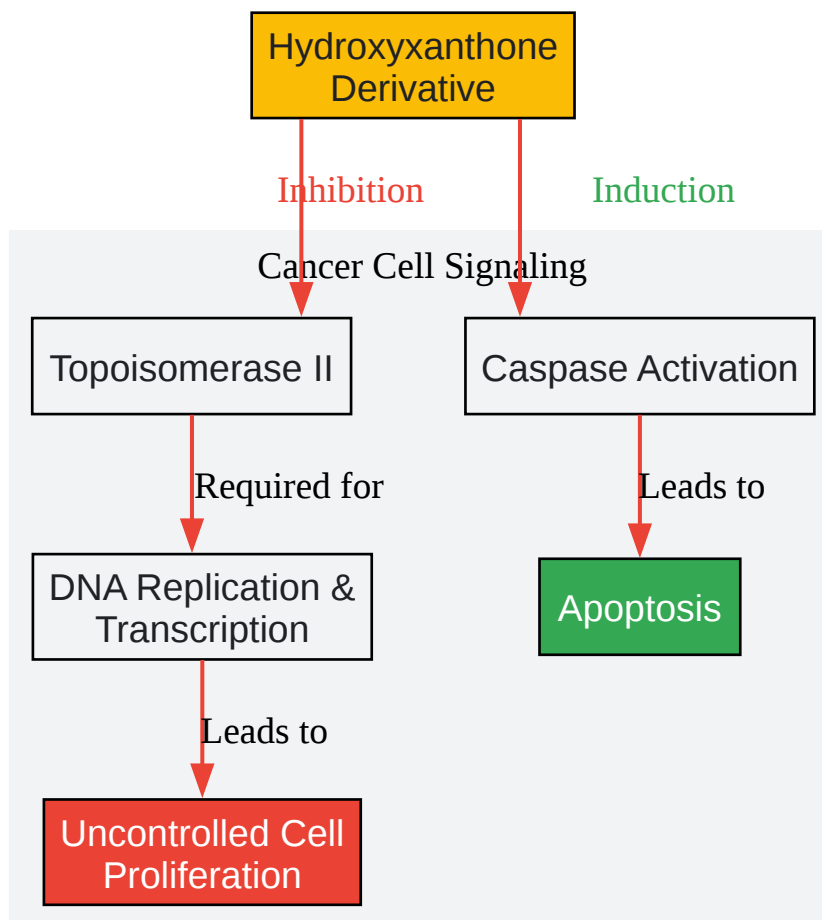 Hydroxyxanthone
Derivative
Inhibition
Induction
Cancer Cell Signaling
Topoisomerase II
Caspase Activation
Required for
Leads to
DNA Replication &
Transcription
Apoptosis
Leads to
Uncontrolled Cell
Proliferation